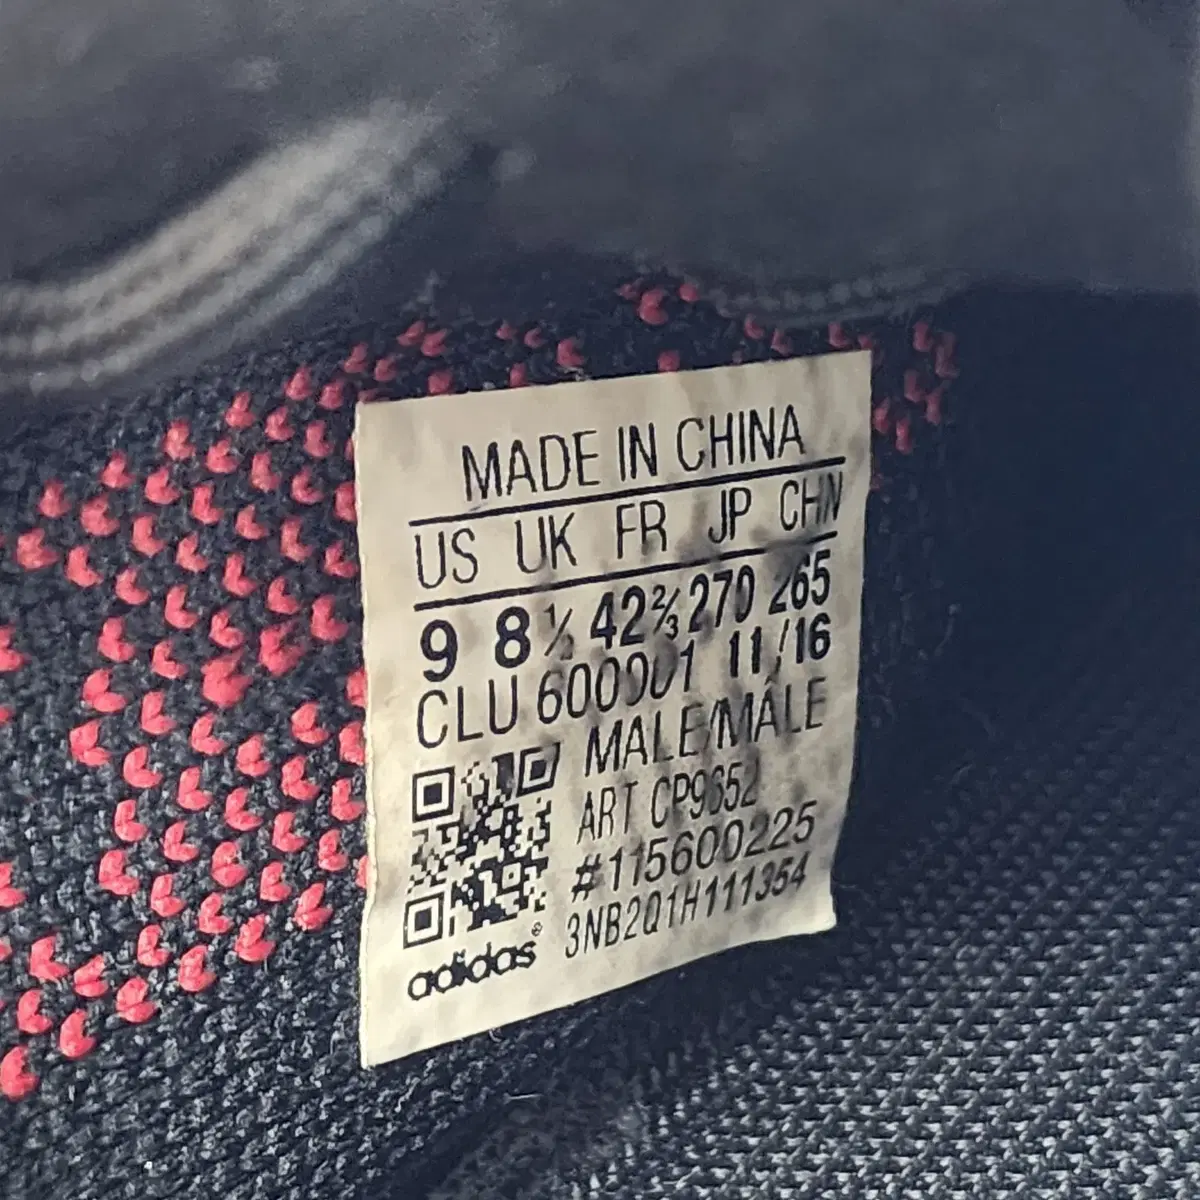 MADE IN CHINA
US UK FR JP CHN
9 8½ 42⅔ 270 265
CLU 600001 11/16
MALE/MÂLE
ART CP9652
#115600225
3NB2Q1H111354
adidas®